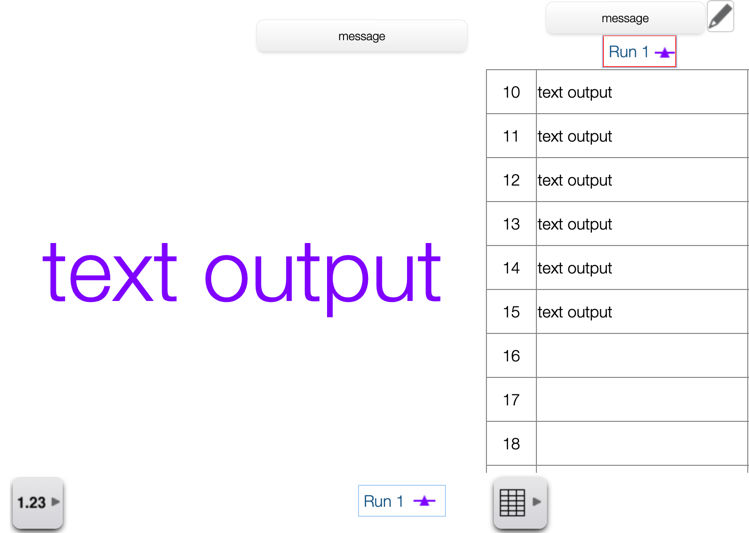 message
text output
1.23
Run 1
message
Run 1
10 text output
11 text output
12 text output
13 text output
14 text output
15 text output
16
17
18